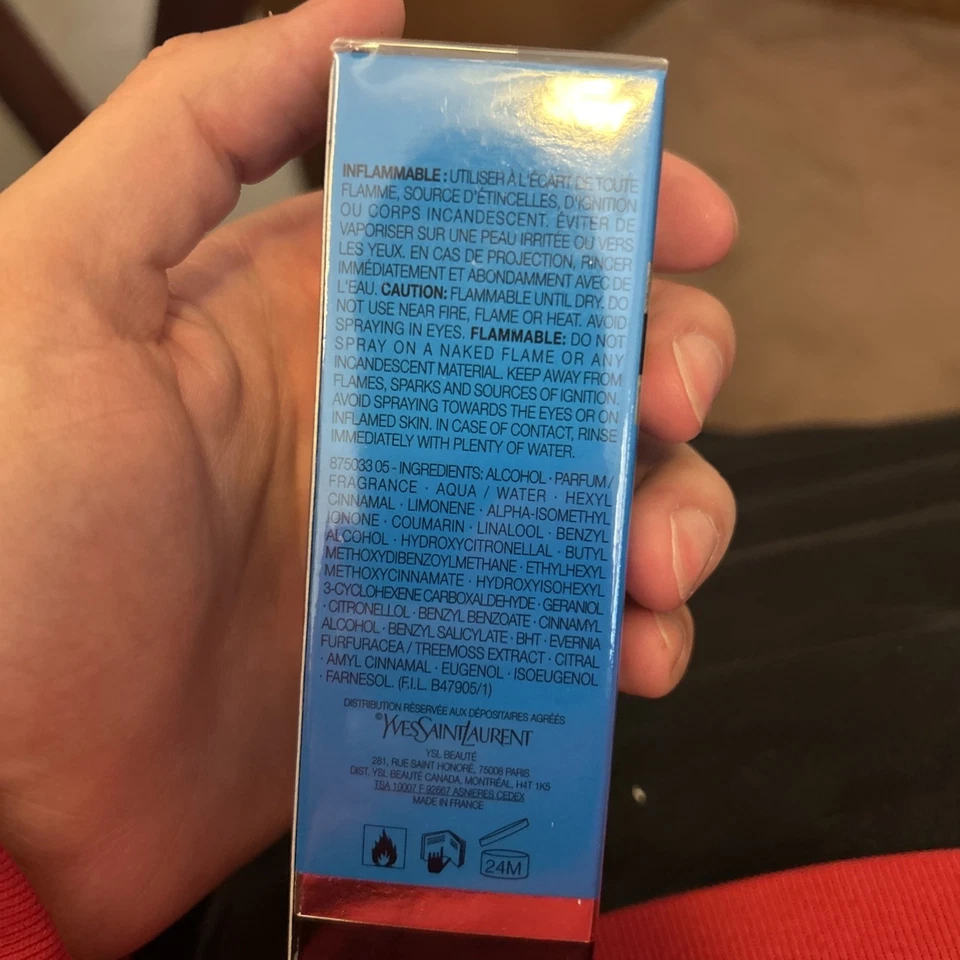 INFLAMMABLE : UTILISER À L'ÉCART DE TOUTE
FLAMME, SOURCE D'ÉTINCELLES, D'IGNITION
OU CORPS INCANDESCENT. ÉVITER DE
VAPORISER SUR UNE PEAU IRRITÉE OU VERS
LES YEUX. EN CAS DE PROJECTION, RINCER
IMMÉDIATEMENT ET ABONDAMMENT AVEC DE
L'EAU. CAUTION: FLAMMABLE UNTIL DRY. DO
NOT USE NEAR FIRE, FLAME OR HEAT. AVOID
SPRAYING IN EYES. FLAMMABLE: DO NOT
SPRAY ON A NAKED FLAME OR ANY
INCANDESCENT MATERIAL. KEEP AWAY FROM
FLAMES, SPARKS AND SOURCES OF IGNITION.
AVOID SPRAYING TOWARDS THE EYES OR ON
INFLAMED SKIN. IN CASE OF CONTACT, RINSE
IMMEDIATELY WITH PLENTY OF WATER.
875033 05 - INGREDIENTS: ALCOHOL · PARFUM /
FRAGRANCE · AQUA / WATER · HEXYL
CINNAMAL · LIMONENE · ALPHA-ISOMETHYL
IONONE · COUMARIN · LINALOOL · BENZYL
ALCOHOL · HYDROXYCITRONELLAL · BUTYL
METHOXYDIBENZOYLMETHANE · ETHYLHEXYL
METHOXYCINNAMATE · HYDROXYISOHEXYL
3-CYCLOHEXENE CARBOXALDEHYDE · GERANIOL
· CITRONELLOL · BENZYL BENZOATE · CINNAMYL
ALCOHOL · BENZYL SALICYLATE · BHT · EVERNIA
FURFURACEA / TREEMOSS EXTRACT · CITRAL
· AMYL CINNAMAL · EUGENOL · ISOEUGENOL
· FARNESOL. (F.I.L. B47905/1)
DISTRIBUTION RÉSERVÉE AUX DÉPOSITAIRES AGRÉÉS
©YVESSAINTLAURENT
YSL BEAUTÉ
281, RUE SAINT HONORÉ, 75008 PARIS
DIST. YSL BEAUTÉ CANADA, MONTRÉAL, H4T 1K5
TSA 10007 F 92667 ASNIERES CEDEX
MADE IN FRANCE
24M